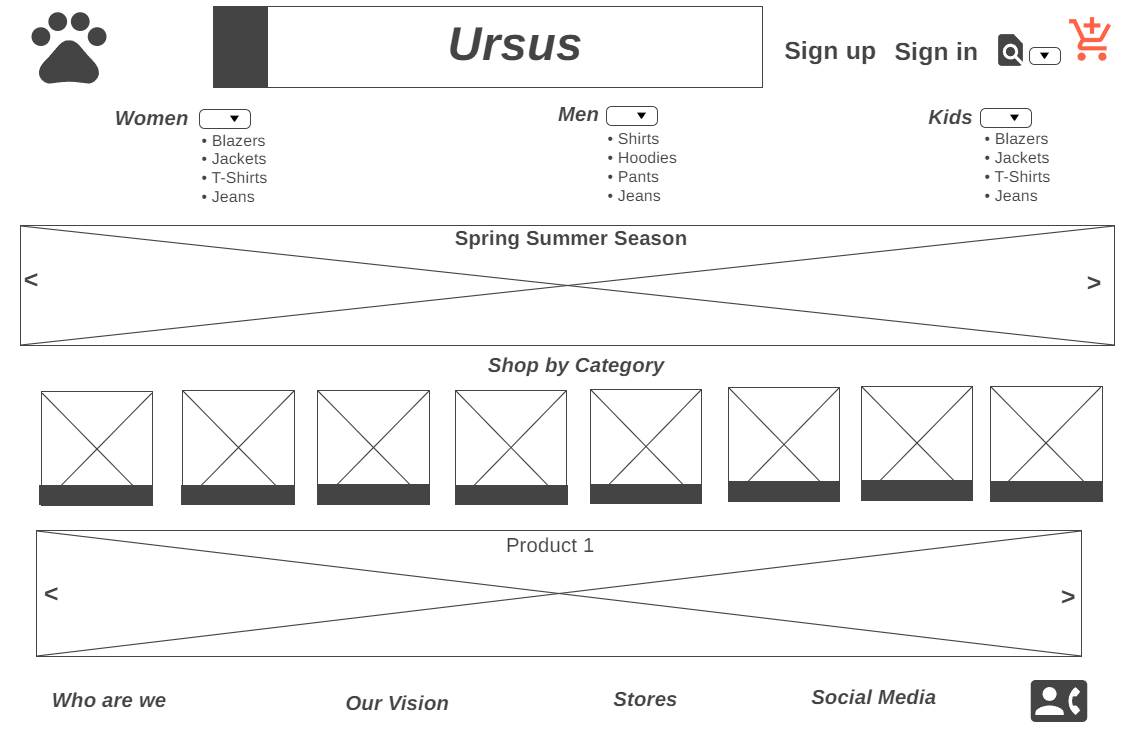 Ursus
Sign up Sign in
Women
• Blazers
• Jackets
• T-Shirts
• Jeans
Men
• Shirts
• Hoodies
• Pants
• Jeans
Kids
• Blazers
• Jackets
• T-Shirts
• Jeans
Spring Summer Season
< >
Shop by Category
Product 1
< >
Who are we Our Vision Stores Social Media